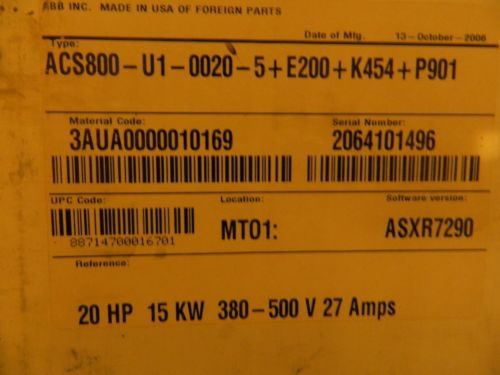 ABB INC. MADE IN USA OF FOREIGN PARTS
Date of Mfg. 13-October-2006
Type:
ACS800-U1-0020-5+E200+K454+P901
Material Code: Serial Number:
3AUA0000010169 2064101496
UPC Code: Location: Software version:
MT01: ASXR7290
88714700016701
Reference:
20 HP 15 KW 380-500 V 27 Amps